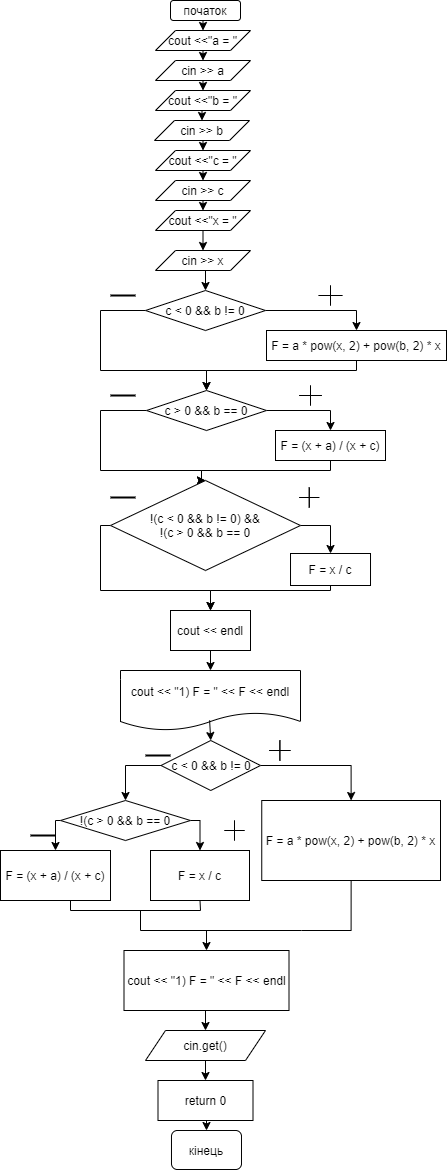 початок
cout <<"a = "
cin >> a
cout <<"b = "
cin >> b
cout <<"c = "
cin >> c
cout <<"x = "
cin >> x
c < 0 && b != 0
F = a * pow(x, 2) + pow(b, 2) * x
c > 0 && b == 0
F = (x + a) / (x + c)
!(c < 0 && b != 0) &&
!(c > 0 && b == 0
F = x / c
cout << endl
cout << "1) F = " << F << endl
c < 0 && b != 0
!(c > 0 && b == 0
F = a * pow(x, 2) + pow(b, 2) * x
F = (x + a) / (x + c)
F = x / c
cout << "1) F = " << F << endl
cin.get()
return 0
кінець